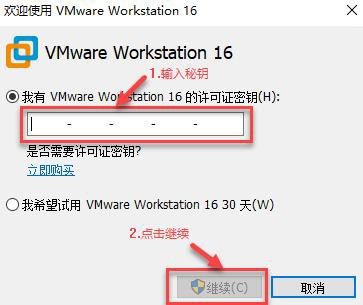 欢迎使用 VMware Workstation 16
VMware Workstation 16
1.输入秘钥
我有 VMware Workstation 16 的许可证密钥(H):
- - - -
是否需要许可证密钥?
立即购买
我希望试用 VMware Workstation 16 30 天(W)
2.点击继续
继续(C)
取消